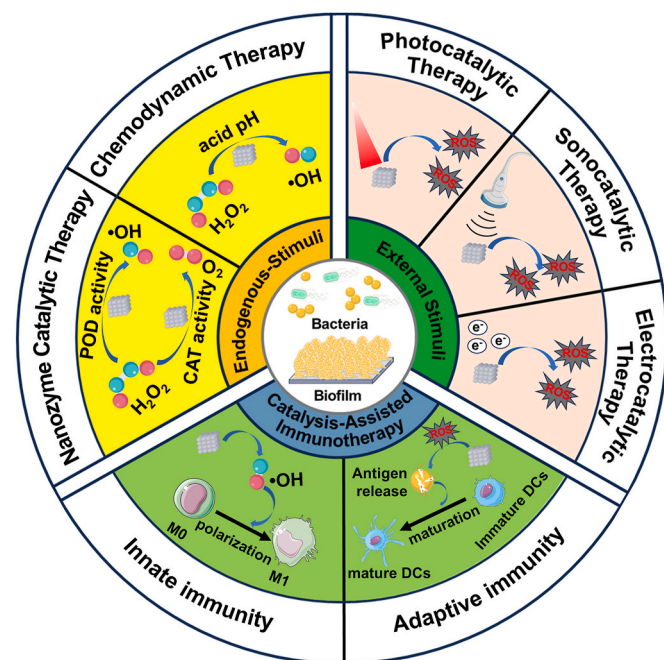 Chemodynamic Therapy
acid pH
H2O2
•OH
Nanozyme Catalytic Therapy
•OH
O2
POD activity
CAT activity
H2O2
Endogenous-Stimuli
Photocatalytic
Therapy
ROS
ROS
Sonocatalytic
Therapy
ROS
ROS
Electrocatalytic
Therapy
e-
e-
e-
ROS
ROS
External Stimuli
Bacteria
Biofilm
Catalysis-Assisted
Immunotherapy
•OH
M0
polarization
M1
Innate immunity
ROS
Antigen
release
maturation
Immature DCs
mature DCs
Adaptive immunity